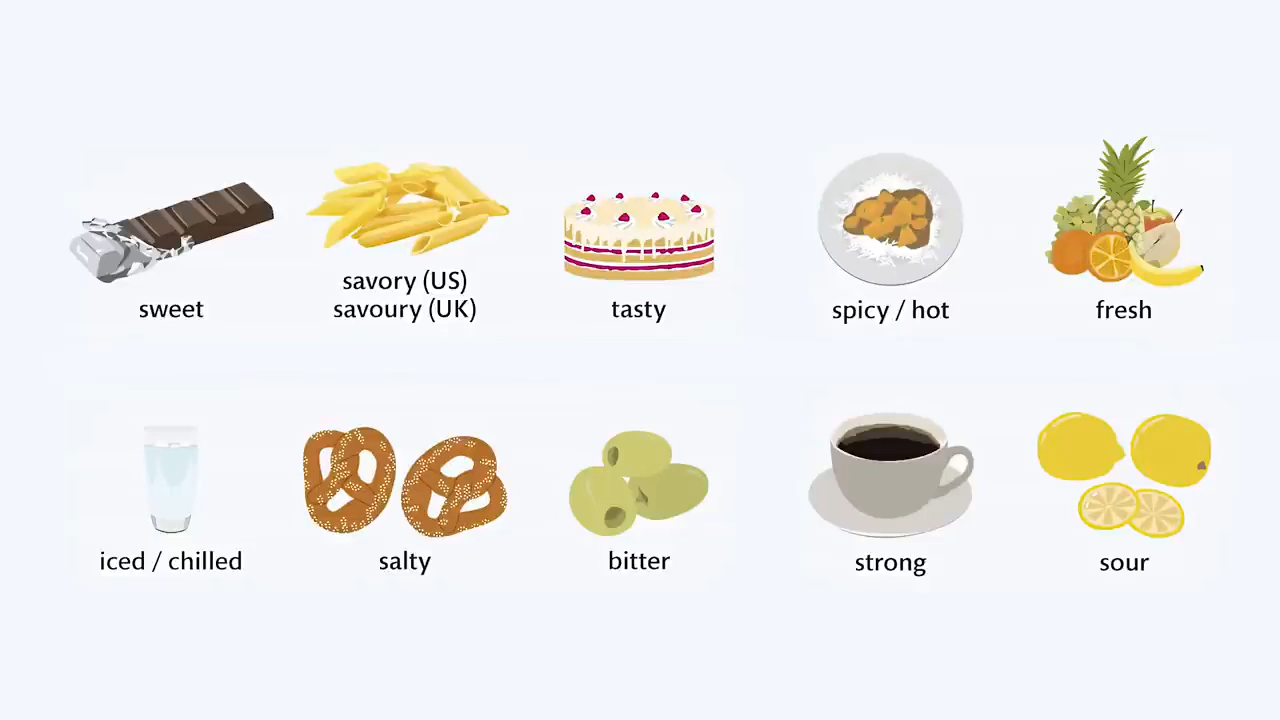 sweet
savory (US)
savoury (UK)
tasty
spicy / hot
fresh
iced / chilled
salty
bitter
strong
sour